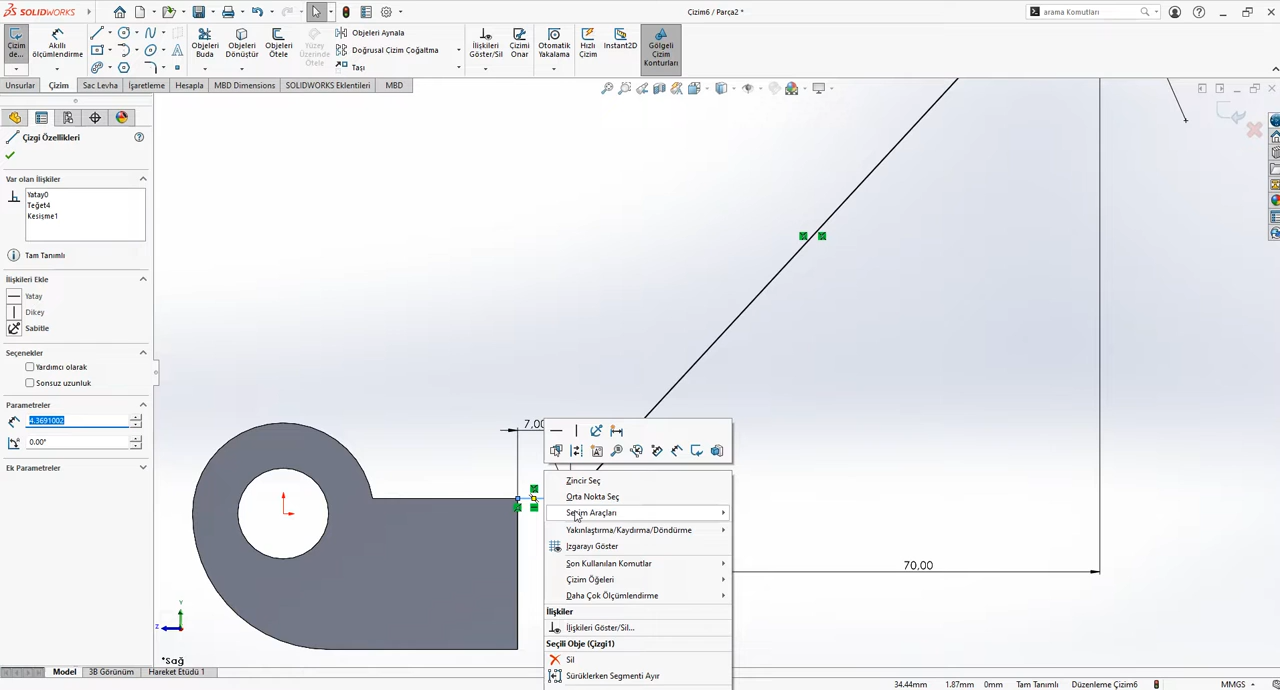 SOLIDWORKS
Çizim6 / Parça2 *
arama Komutları
Çizim de...
Akıllı ölçümlendirme
Objeleri Buda
Objeleri Dönüştür
Objeleri Ötele
Yüzey Üzerinde Ötele
Objeleri Aynala
Doğrusal Çizim Çoğaltma
Taşı
İlişkileri Göster/Sil
Çizimi Onar
Otomatik Yakalama
Hızlı Çizim
Instant2D
Gölgeli Çizim Konturları
Unsurlar
Çizim
Sac Levha
İşaretleme
Hesapla
MBD Dimensions
SOLIDWORKS Eklentileri
MBD
Çizgi Özellikleri
Var olan İlişkiler
Yatay0
Teğet4
Kesişme1
Tam Tanımlı
İlişkileri Ekle
Yatay
Dikey
Sabitle
Seçenekler
Yardımcı olarak
Sonsuz uzunluk
Parametreler
4.3691002
0.00°
Ek Parametreler
7,00
70,00
Zincir Seç
Orta Nokta Seç
Seçim Araçları
Yakınlaştırma/Kaydırma/Döndürme
Izgarayı Göster
Son Kullanılan Komutlar
Çizim Öğeleri
Daha Çok Ölçümlendirme
İlişkiler
İlişkileri Göster/Sil...
Seçili Obje (Çizgi1)
Sil
Sürüklerken Segmenti Ayır
Y
Z
*Sağ
Model
3B Görünüm
Hareket Etüdü 1
34.44mm
1.87mm
0mm
Tam Tanımlı
Düzenleme Çizim6
MMGS